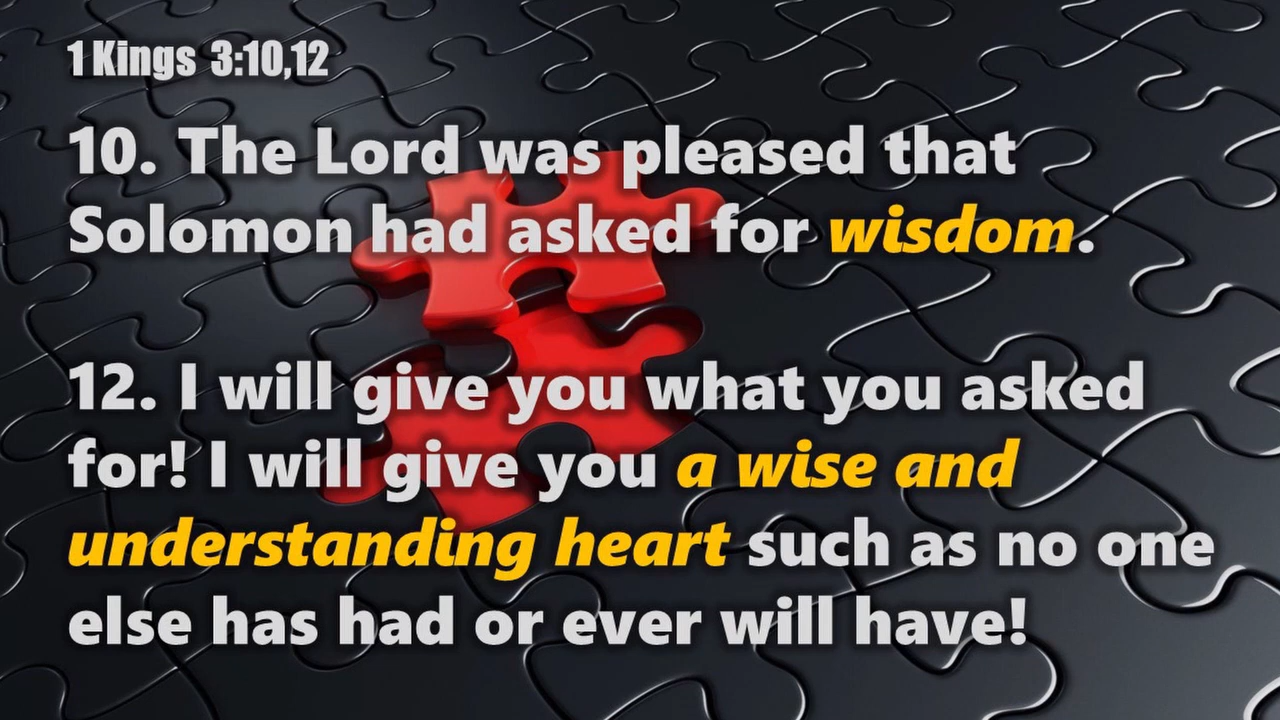 1 Kings 3:10,12
10. The Lord was pleased that
Solomon had asked for wisdom.
12. I will give you what you asked
for! I will give you a wise and
understanding heart such as no one
else has had or ever will have!